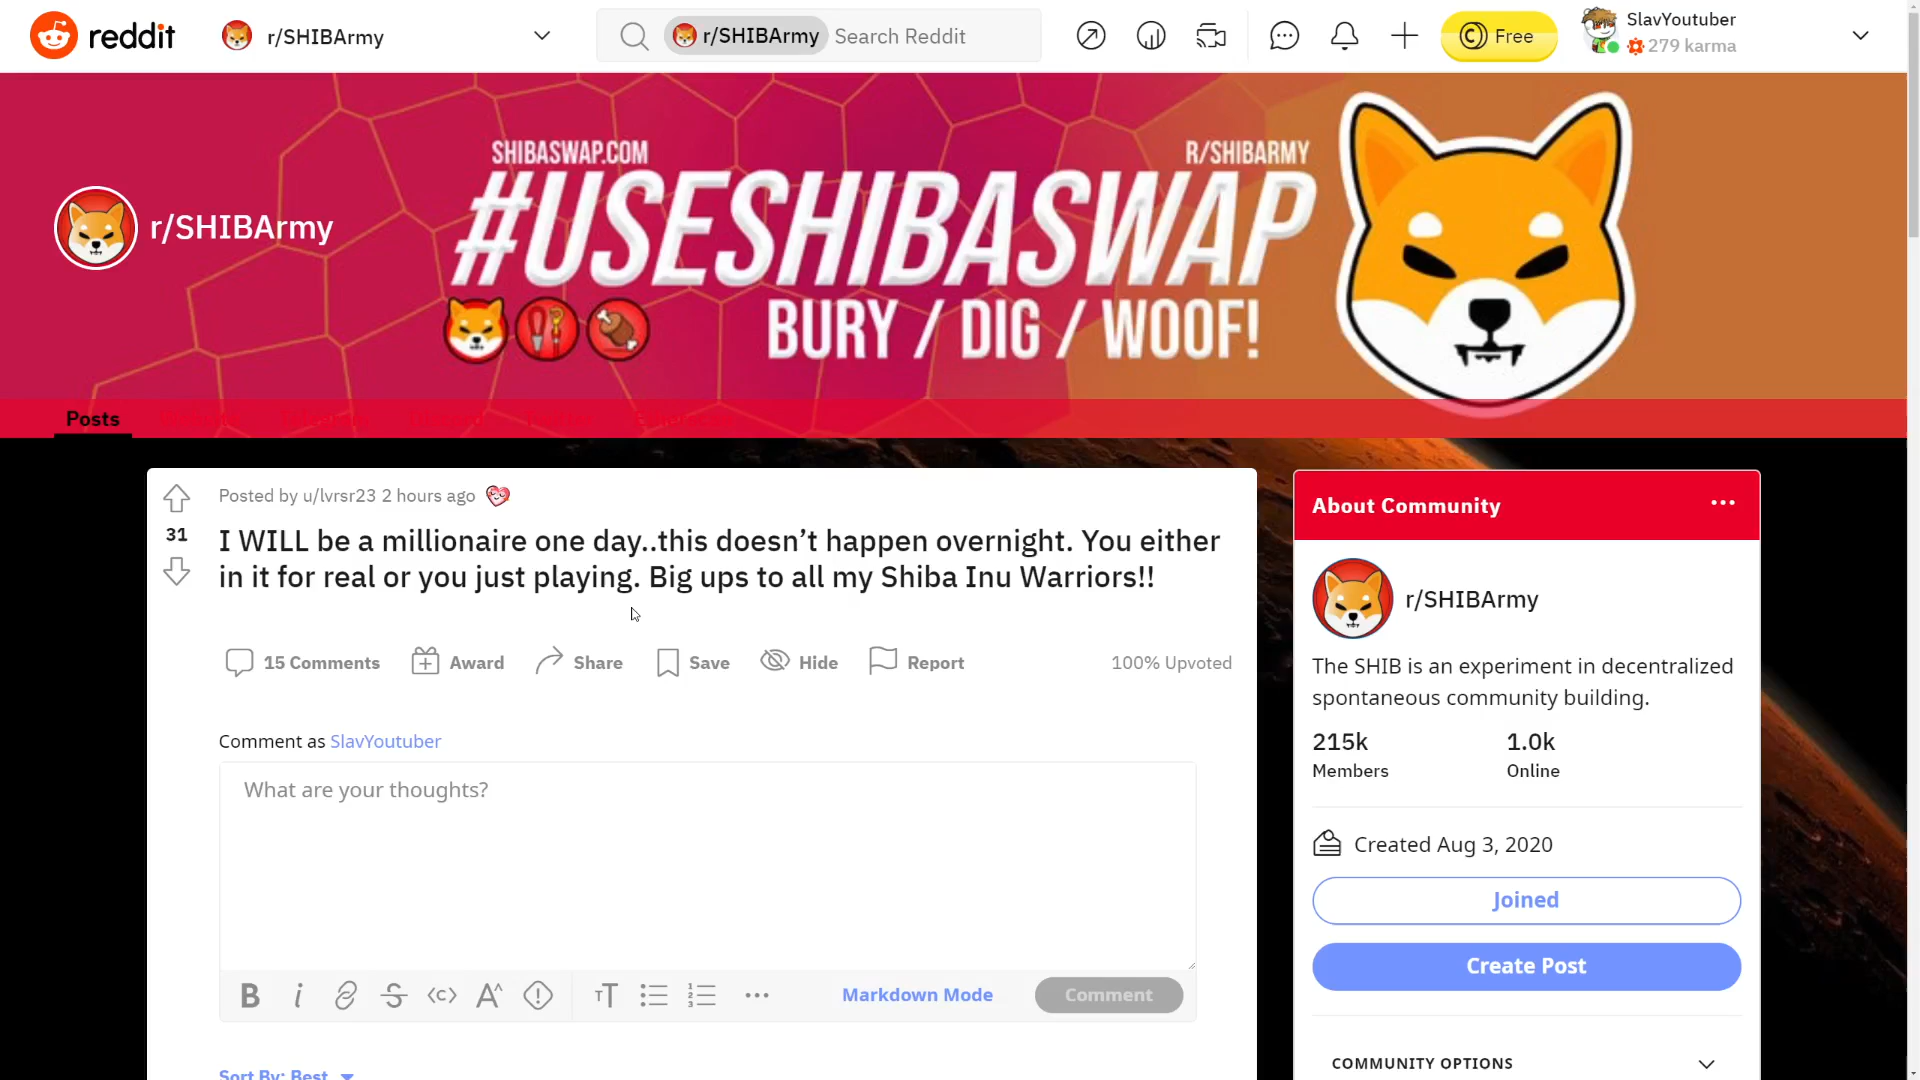 reddit
r/SHIBArmy
r/SHIBArmy Search Reddit
Free
SlavYoutuber
279 karma
SHIBASWAP.COM
R/SHIBARMY
#USESHIBASWAP
BURY / DIG / WOOF!
r/SHIBArmy
Posts
Posted by u/lvrsr23 2 hours ago
31
I WILL be a millionaire one day..this doesn’t happen overnight. You either
in it for real or you just playing. Big ups to all my Shiba Inu Warriors!!
15 Comments
Award
Share
Save
Hide
Report
100% Upvoted
Comment as SlavYoutuber
What are your thoughts?
Markdown Mode
Comment
Sort By: Best
About Community
r/SHIBArmy
The SHIB is an experiment in decentralized
spontaneous community building.
215k
1.0k
Members
Online
Created Aug 3, 2020
Joined
Create Post
COMMUNITY OPTIONS